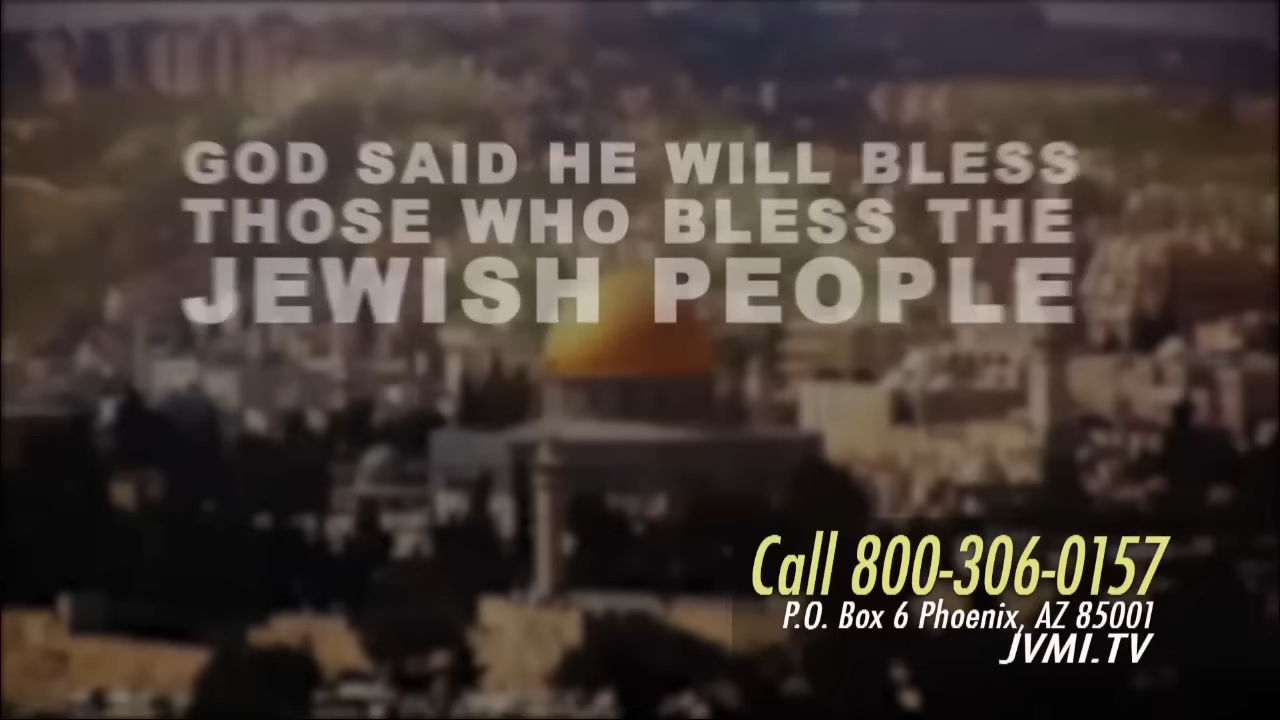 GOD SAID HE WILL BLESS
THOSE WHO BLESS THE
JEWISH PEOPLE
Call 800-306-0157
P.O. Box 6 Phoenix, AZ 85001
JVMI.TV